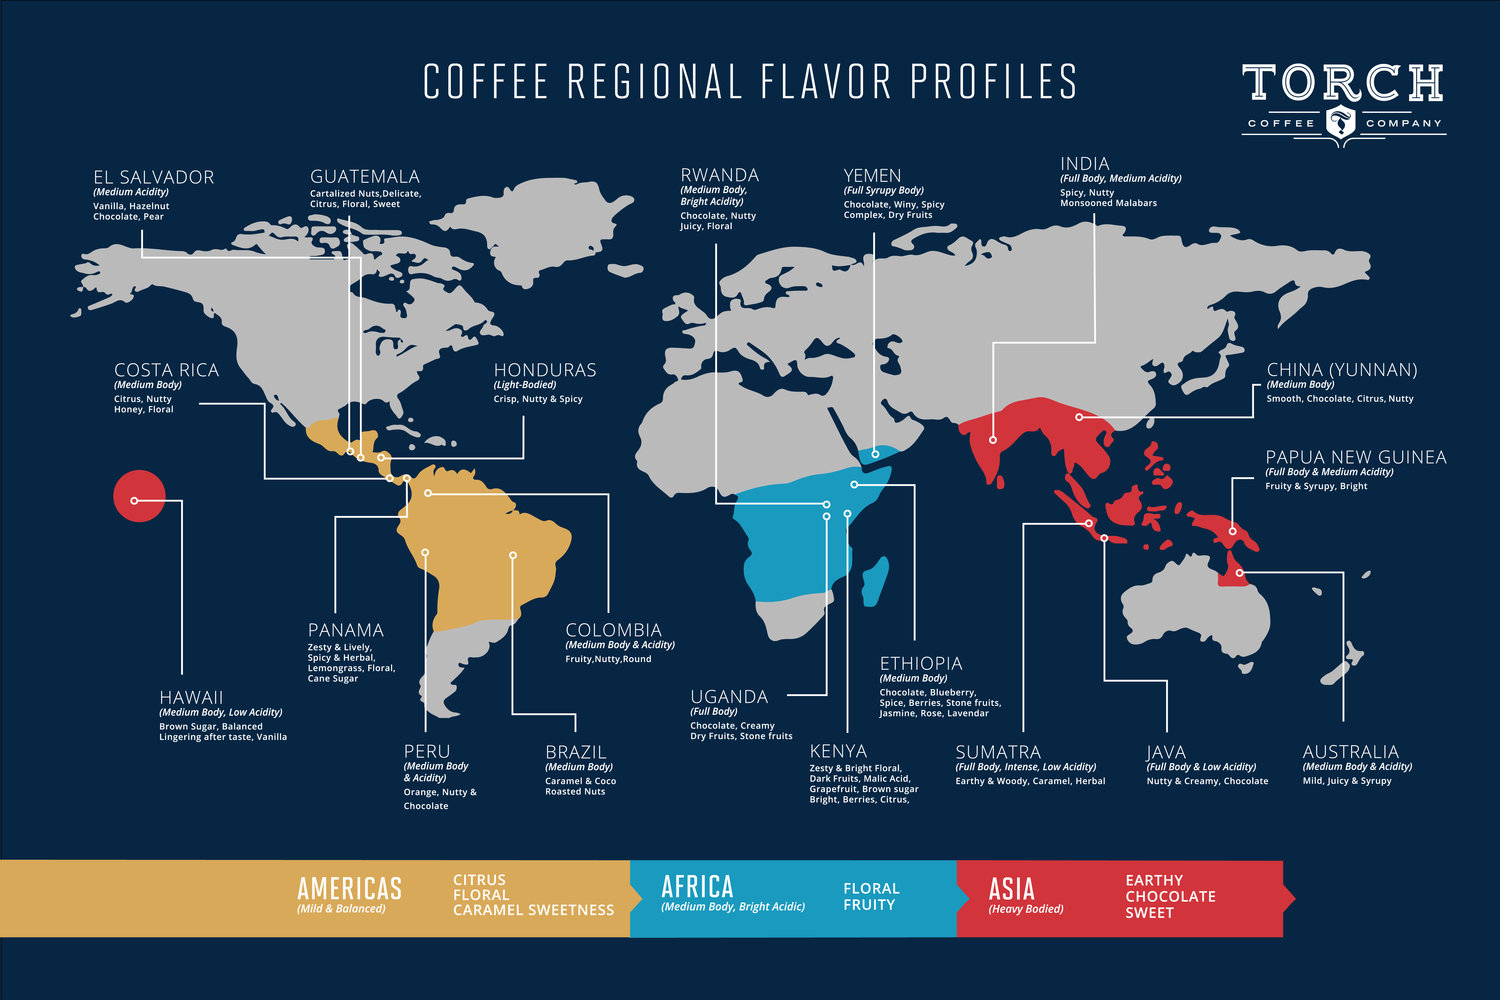 COFFEE REGIONAL FLAVOR PROFILES
TORCH
COFFEE COMPANY
EL SALVADOR
(Medium Acidity)
Vanilla, Hazelnut
Chocolate, Pear
GUATEMALA
Cartalized Nuts,Delicate,
Citrus, Floral, Sweet
RWANDA
(Medium Body,
Bright Acidity)
Chocolate, Nutty
Juicy, Floral
YEMEN
(Full Syrupy Body)
Chocolate, Winy, Spicy
Complex, Dry Fruits
INDIA
(Full Body, Medium Acidity)
Spicy, Nutty
Monsooned Malabars
COSTA RICA
(Medium Body)
Citrus, Nutty
Honey, Floral
HONDURAS
(Light-Bodied)
Crisp, Nutty & Spicy
CHINA (YUNNAN)
(Medium Body)
Smooth, Chocolate, Citrus, Nutty
PAPUA NEW GUINEA
(Full Body & Medium Acidity)
Fruity & Syrupy, Bright
HAWAII
(Medium Body, Low Acidity)
Brown Sugar, Balanced
Lingering after taste, Vanilla
PANAMA
Zesty & Lively,
Spicy & Herbal,
Lemongrass, Floral,
Cane Sugar
COLOMBIA
(Medium Body & Acidity)
Fruity,Nutty,Round
PERU
(Medium Body
& Acidity)
Orange, Nutty &
Chocolate
BRAZIL
(Medium Body)
Caramel & Coco
Roasted Nuts
UGANDA
(Full Body)
Chocolate, Creamy
Dry Fruits, Stone fruits
ETHIOPIA
(Medium Body)
Chocolate, Blueberry,
Spice, Berries, Stone fruits,
Jasmine, Rose, Lavendar
KENYA
Zesty & Bright Floral,
Dark Fruits, Malic Acid,
Grapefruit, Brown sugar
Bright, Berries, Citrus,
SUMATRA
(Full Body, Intense, Low Acidity)
Earthy & Woody, Caramel, Herbal
JAVA
(Full Body & Low Acidity)
Nutty & Creamy, Chocolate
AUSTRALIA
(Medium Body & Acidity)
Mild, Juicy & Syrupy
AMERICAS
(Mild & Balanced)
CITRUS
FLORAL
CARAMEL SWEETNESS
AFRICA
(Medium Body, Bright Acidic)
FLORAL
FRUITY
ASIA
(Heavy Bodied)
EARTHY
CHOCOLATE
SWEET